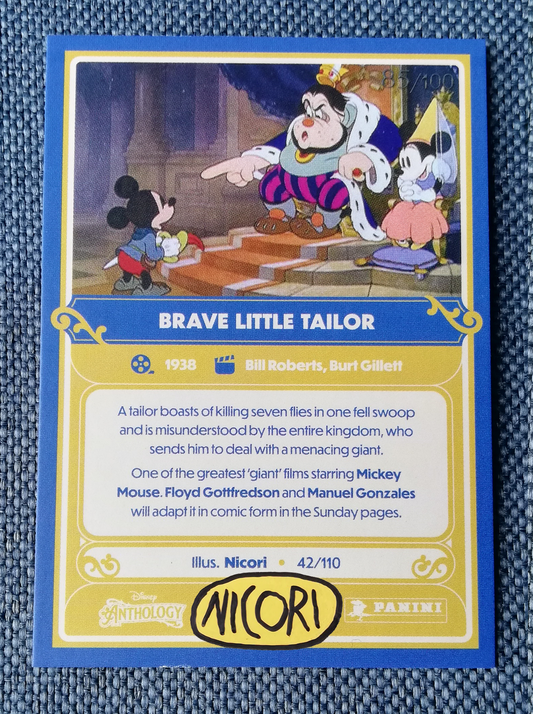 85/100
BRAVE LITTLE TAILOR
1938 Bill Roberts, Burt Gillett
A tailor boasts of killing seven flies in one fell swoop
and is misunderstood by the entire kingdom, who
sends him to deal with a menacing giant.
One of the greatest ‘giant’ films starring Mickey
Mouse. Floyd Gottfredson and Manuel Gonzales
will adapt it in comic form in the Sunday pages.
Illus. Nicori • 42/110
Disney
ANTHOLOGY
NICORI
PANINI